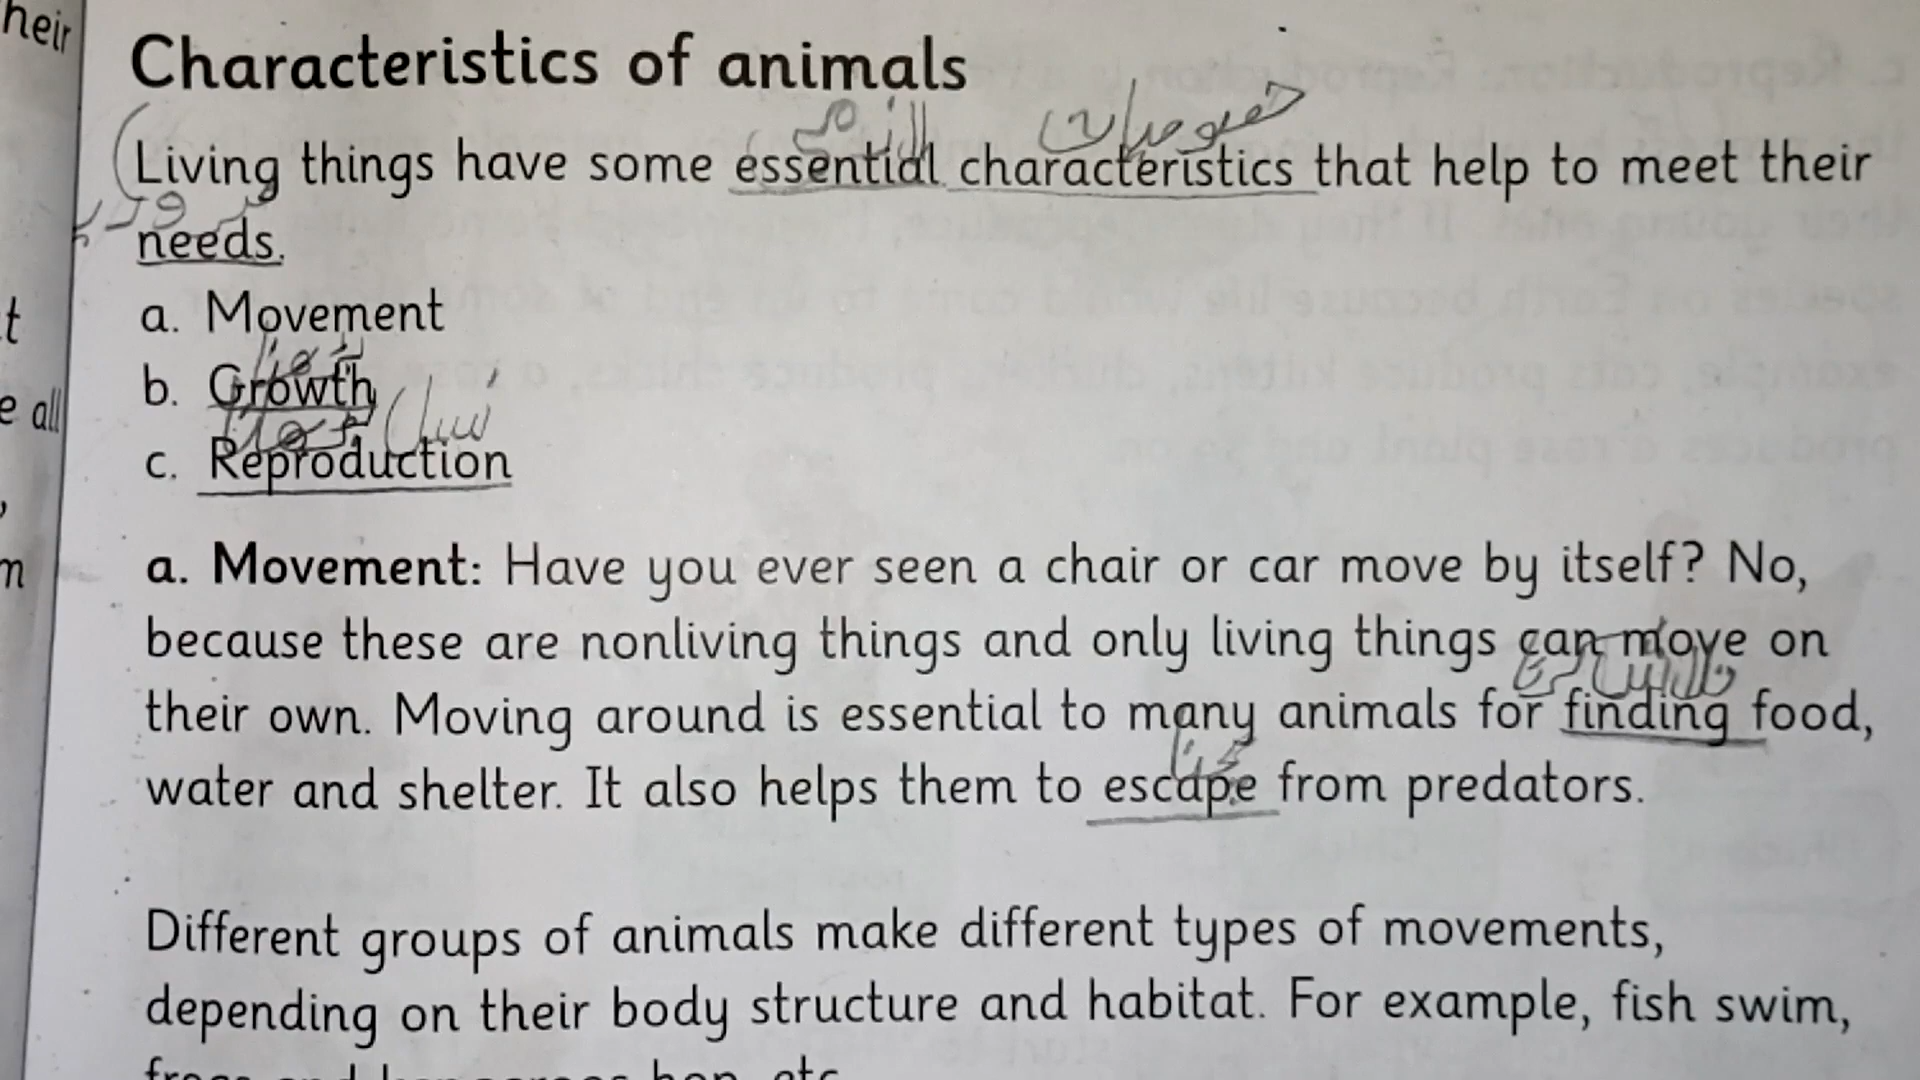 heir
Characteristics of animals
خصوصیات
Living things have some essential characteristics that help to meet their
needs.
a. Movement
b. Growth
c. Reproduction
t
e all
m
a. Movement: Have you ever seen a chair or car move by itself? No,
because these are nonliving things and only living things can move on
their own. Moving around is essential to many animals for finding food,
water and shelter. It also helps them to escape from predators.
Different groups of animals make different types of movements,
depending on their body structure and habitat. For example, fish swim,